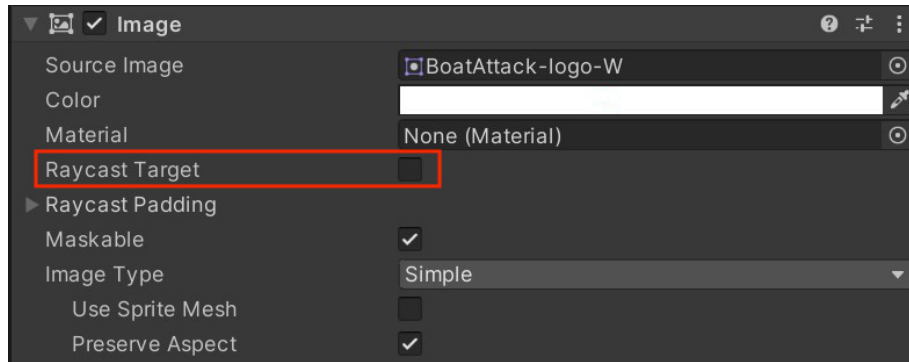 Image
Source Image BoatAttack-logo-W
Color
Material None (Material)
Raycast Target
Raycast Padding
Maskable
Image Type Simple
Use Sprite Mesh
Preserve Aspect